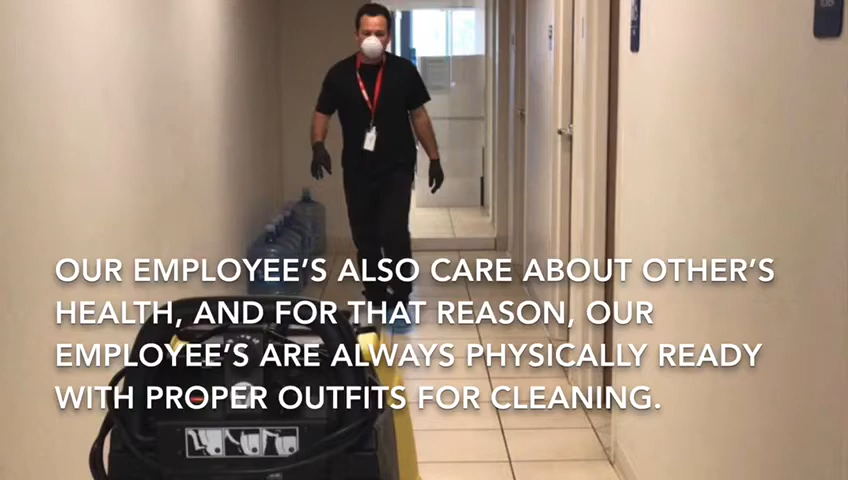 OUR EMPLOYEE'S ALSO CARE ABOUT OTHER'S
HEALTH, AND FOR THAT REASON, OUR
EMPLOYEE'S ARE ALWAYS PHYSICALLY READY
WITH PROPER OUTFITS FOR CLEANING.